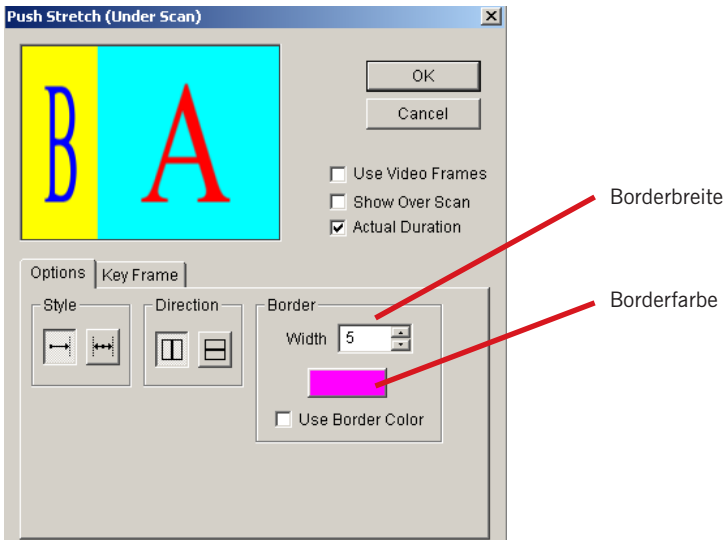 Push Stretch (Under Scan)
B A
OK
Cancel
Use Video Frames
Show Over Scan
Actual Duration
Borderbreite
Options Key Frame
Style Direction Border
Borderfarbe
Width 5
Use Border Color